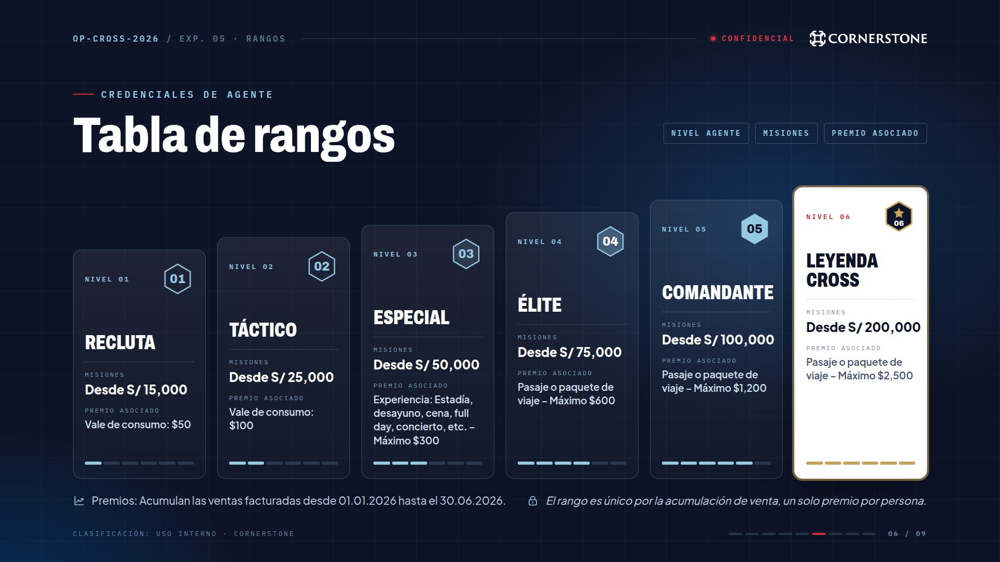 OP-CROSS-2026 / EXP. 05 · RANGOS
CONFIDENCIAL
CORNERSTONE
CREDENCIALES DE AGENTE
Tabla de rangos
NIVEL AGENTE
MISIONES
PREMIO ASOCIADO
NIVEL 01
01
RECLUTA
MISIONES
Desde S/ 15,000
PREMIO ASOCIADO
Vale de consumo: $50
NIVEL 02
02
TÁCTICO
MISIONES
Desde S/ 25,000
PREMIO ASOCIADO
Vale de consumo:
$100
NIVEL 03
03
ESPECIAL
MISIONES
Desde S/ 50,000
PREMIO ASOCIADO
Experiencia: Estadía,
desayuno, cena, full
day, concierto, etc. –
Máximo $300
NIVEL 04
04
ÉLITE
MISIONES
Desde S/ 75,000
PREMIO ASOCIADO
Pasaje o paquete de
viaje – Máximo $600
NIVEL 05
05
COMANDANTE
MISIONES
Desde S/ 100,000
PREMIO ASOCIADO
Pasaje o paquete de
viaje – Máximo $1,200
NIVEL 06
06
LEYENDA
CROSS
MISIONES
Desde S/ 200,000
PREMIO ASOCIADO
Pasaje o paquete de
viaje – Máximo $2,500
Premios: Acumulan las ventas facturadas desde 01.01.2026 hasta el 30.06.2026.
El rango es único por la acumulación de venta, un solo premio por persona.
CLASIFICACIÓN: USO INTERNO · CORNERSTONE
06 / 09